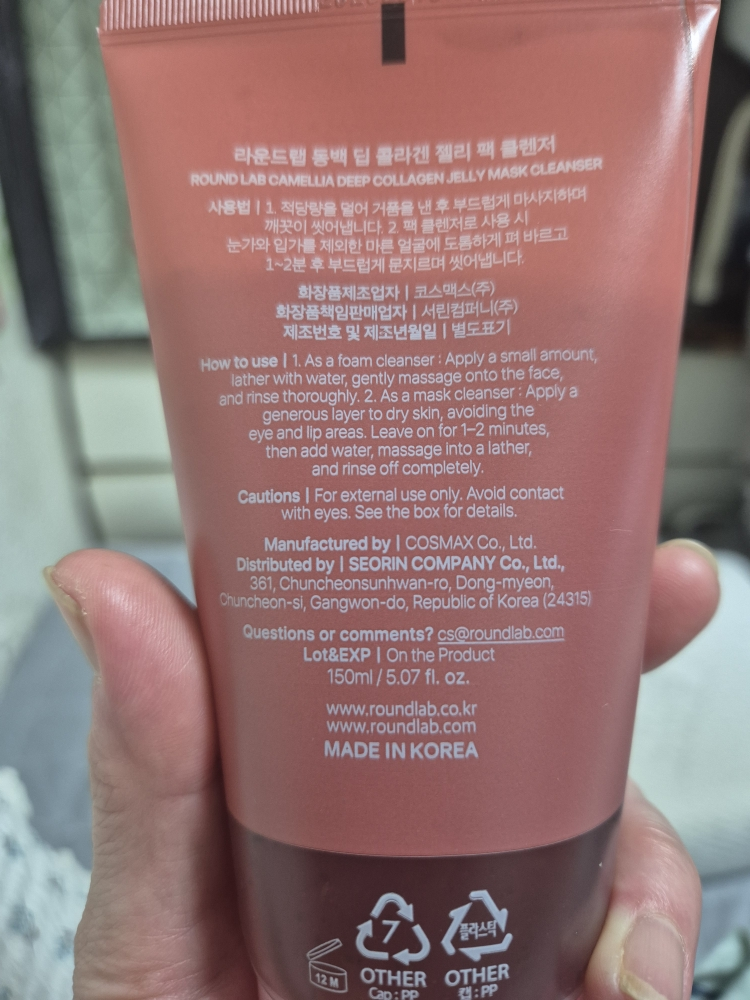 라운드랩 동백 딥 콜라겐 젤리 팩 클렌저
ROUND LAB CAMELLIA DEEP COLLAGEN JELLY MASK CLEANSER
사용법 | 1. 적당량을 덜어 거품을 낸 후 부드럽게 마사지하며
깨끗이 씻어냅니다. 2. 팩 클렌저로 사용 시
눈가와 입가를 제외한 마른 얼굴에 도톰하게 펴 바르고
1~2분 후 부드럽게 문지르며 씻어냅니다.
화장품제조업자 | 코스맥스(주)
화장품책임판매업자 | 서린컴퍼니(주)
제조번호 및 제조년월일 | 별도표기
How to use | 1. As a foam cleanser : Apply a small amount,
lather with water, gently massage onto the face,
and rinse thoroughly. 2. As a mask cleanser : Apply a
generous layer to dry skin, avoiding the
eye and lip areas. Leave on for 1–2 minutes,
then add water, massage into a lather,
and rinse off completely.
Cautions | For external use only. Avoid contact
with eyes. See the box for details.
Manufactured by | COSMAX Co., Ltd.
Distributed by | SEORIN COMPANY Co., Ltd.,
361, Chuncheonsunhwan-ro, Dong-myeon,
Chuncheon-si, Gangwon-do, Republic of Korea (24315)
Questions or comments? cs@roundlab.com
Lot&EXP | On the Product
150ml / 5.07 fl. oz.
www.roundlab.co.kr
www.roundlab.com
MADE IN KOREA
7 플라스틱
12 M OTHER OTHER
Cap : PP 캡 : PP